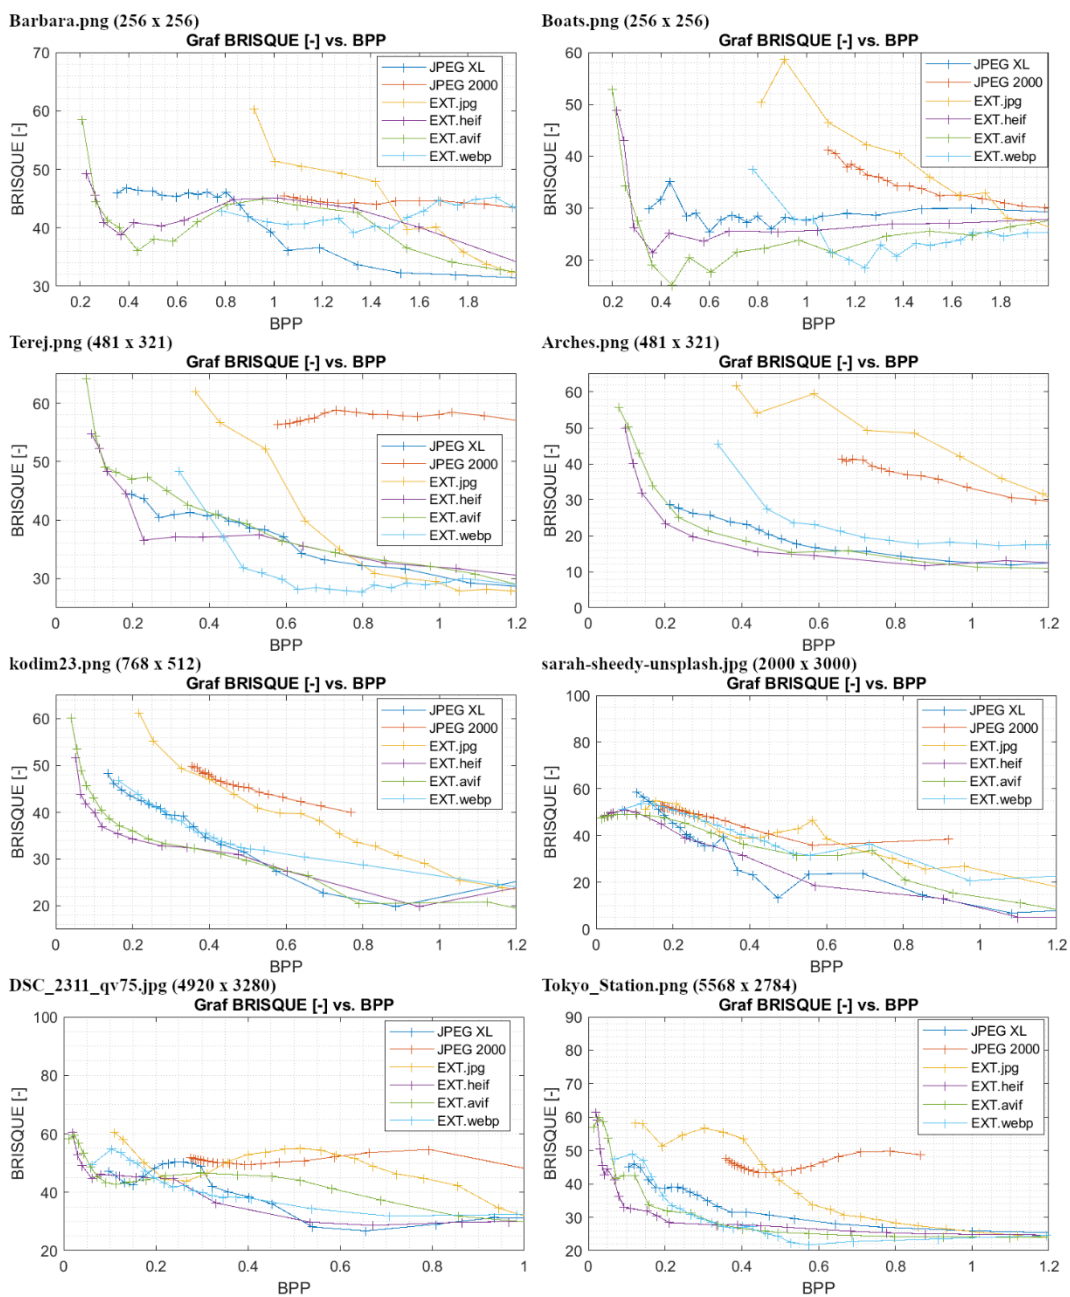 Barbara.png (256 x 256)
Graf BRISQUE [-] vs. BPP
BRISQUE [-]
70
60
50
40
30
0.2 0.4 0.6 0.8 1 1.2 1.4 1.6 1.8
BPP
JPEG XL
JPEG 2000
EXT.jpg
EXT.heif
EXT.avif
EXT.webp
Boats.png (256 x 256)
Graf BRISQUE [-] vs. BPP
BRISQUE [-]
60
50
40
30
20
0.2 0.4 0.6 0.8 1 1.2 1.4 1.6 1.8
BPP
JPEG XL
JPEG 2000
EXT.jpg
EXT.heif
EXT.avif
EXT.webp
Terej.png (481 x 321)
Graf BRISQUE [-] vs. BPP
BRISQUE [-]
60
50
40
30
0 0.2 0.4 0.6 0.8 1 1.2
BPP
JPEG XL
JPEG 2000
EXT.jpg
EXT.heif
EXT.avif
EXT.webp
Arches.png (481 x 321)
Graf BRISQUE [-] vs. BPP
BRISQUE [-]
60
50
40
30
20
10
0
0 0.2 0.4 0.6 0.8 1 1.2
BPP
JPEG XL
JPEG 2000
EXT.jpg
EXT.heif
EXT.avif
EXT.webp
kodim23.png (768 x 512)
Graf BRISQUE [-] vs. BPP
BRISQUE [-]
60
50
40
30
20
0 0.2 0.4 0.6 0.8 1 1.2
BPP
JPEG XL
JPEG 2000
EXT.jpg
EXT.heif
EXT.avif
EXT.webp
sarah-sheedy-unsplash.jpg (2000 x 3000)
Graf BRISQUE [-] vs. BPP
BRISQUE [-]
100
80
60
40
20
0
0 0.2 0.4 0.6 0.8 1 1.2
BPP
JPEG XL
JPEG 2000
EXT.jpg
EXT.heif
EXT.avif
EXT.webp
DSC_2311_qv75.jpg (4920 x 3280)
Graf BRISQUE [-] vs. BPP
BRISQUE [-]
100
80
60
40
20
0 0.2 0.4 0.6 0.8 1
BPP
JPEG XL
JPEG 2000
EXT.jpg
EXT.heif
EXT.avif
EXT.webp
Tokyo_Station.png (5568 x 2784)
Graf BRISQUE [-] vs. BPP
BRISQUE [-]
90
80
70
60
50
40
30
20
0 0.2 0.4 0.6 0.8 1 1.2
BPP
JPEG XL
JPEG 2000
EXT.jpg
EXT.heif
EXT.avif
EXT.webp